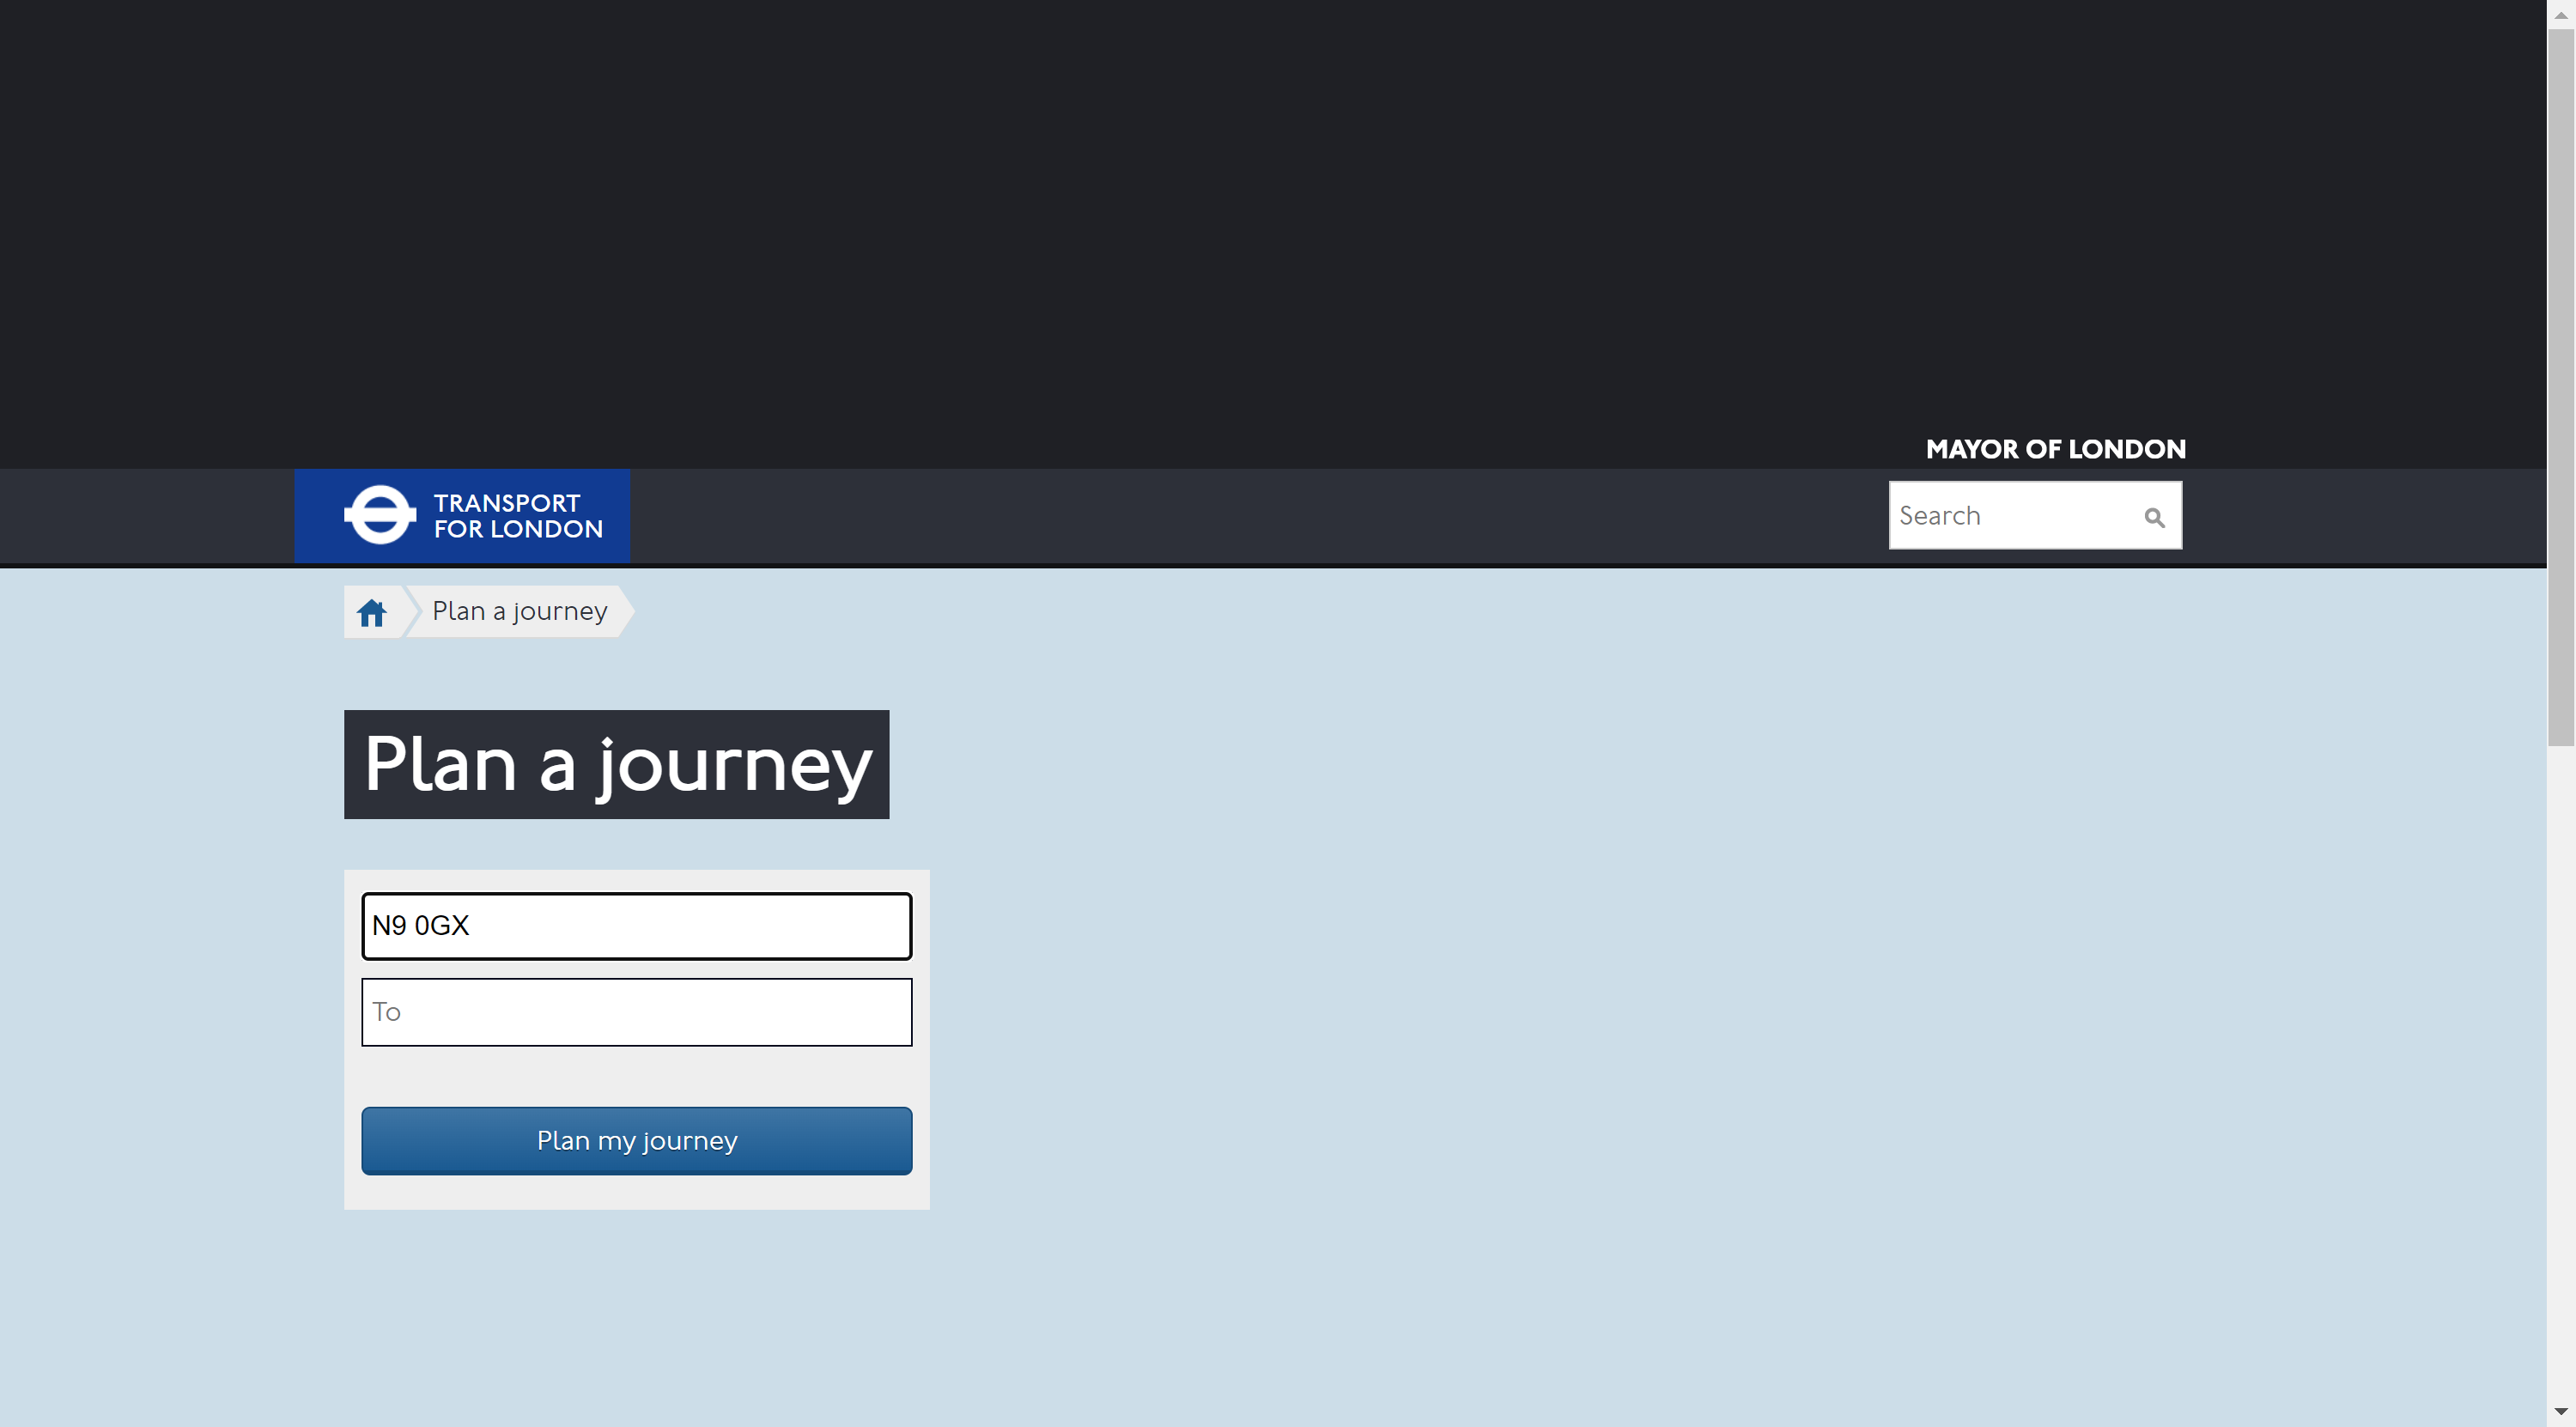 MAYOR OF LONDON
TRANSPORT
FOR LONDON
Search
Plan a journey
Plan a journey
N9 0GX
To
Plan my journey